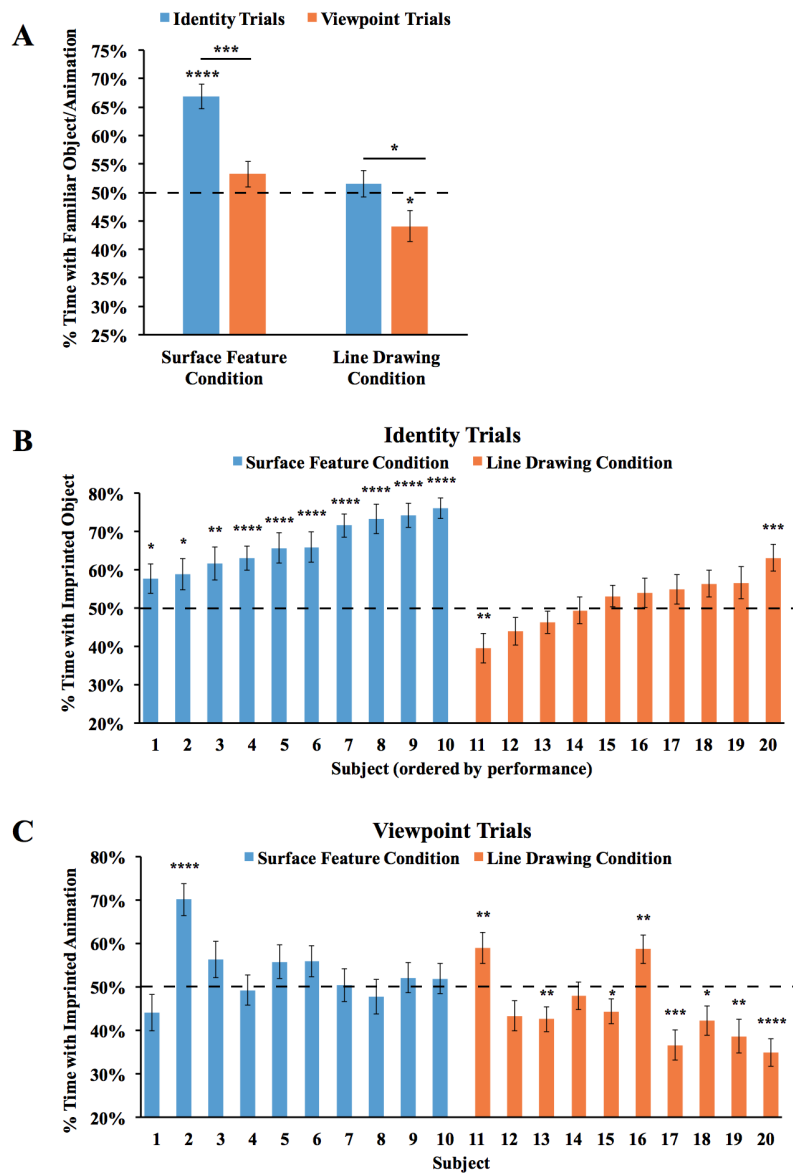 A
Identity Trials Viewpoint Trials
% Time with Familiar Object/Animation
75%
70%
65%
60%
55%
50%
45%
40%
35%
30%
25%
***
****
*
*
Surface Feature Condition
Line Drawing Condition
B
Identity Trials
Surface Feature Condition Line Drawing Condition
% Time with Imprinted Object
80%
70%
60%
50%
40%
30%
20%
* * ** **** **** **** **** **** **** **** ** ***
1 2 3 4 5 6 7 8 9 10 11 12 13 14 15 16 17 18 19 20
Subject (ordered by performance)
C
Viewpoint Trials
Surface Feature Condition Line Drawing Condition
% Time with Imprinted Animation
80%
70%
60%
50%
40%
30%
20%
**** ** ** * ** *** * ** ****
1 2 3 4 5 6 7 8 9 10 11 12 13 14 15 16 17 18 19 20
Subject